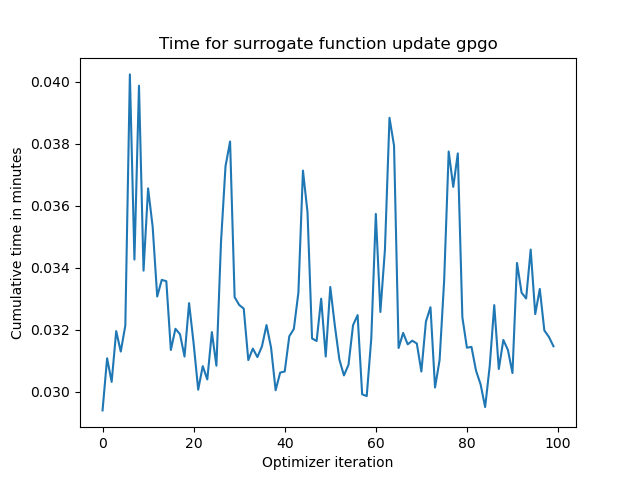 Time for surrogate function update gpgo
0.040
0.038
0.036
0.034
0.032
0.030
Cumulative time in minutes
0 20 40 60 80 100
Optimizer iteration